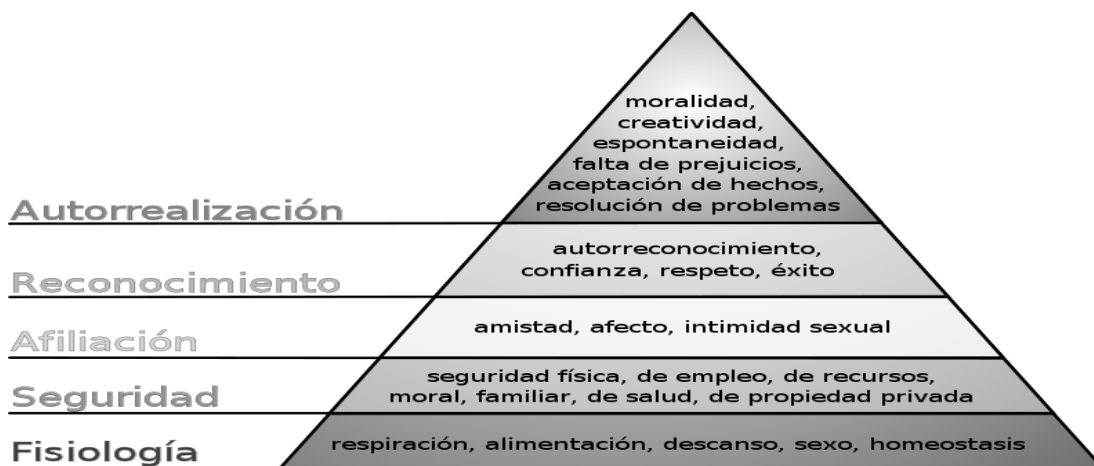 moralidad,
creatividad,
espontaneidad,
falta de prejuicios,
aceptación de hechos,
resolución de problemas
Autorrealización
autorreconocimiento,
confianza, respeto, éxito
Reconocimiento
amistad, afecto, intimidad sexual
Afiliación
seguridad física, de empleo, de recursos,
moral, familiar, de salud, de propiedad privada
Seguridad
respiración, alimentación, descanso, sexo, homeostasis
Fisiología